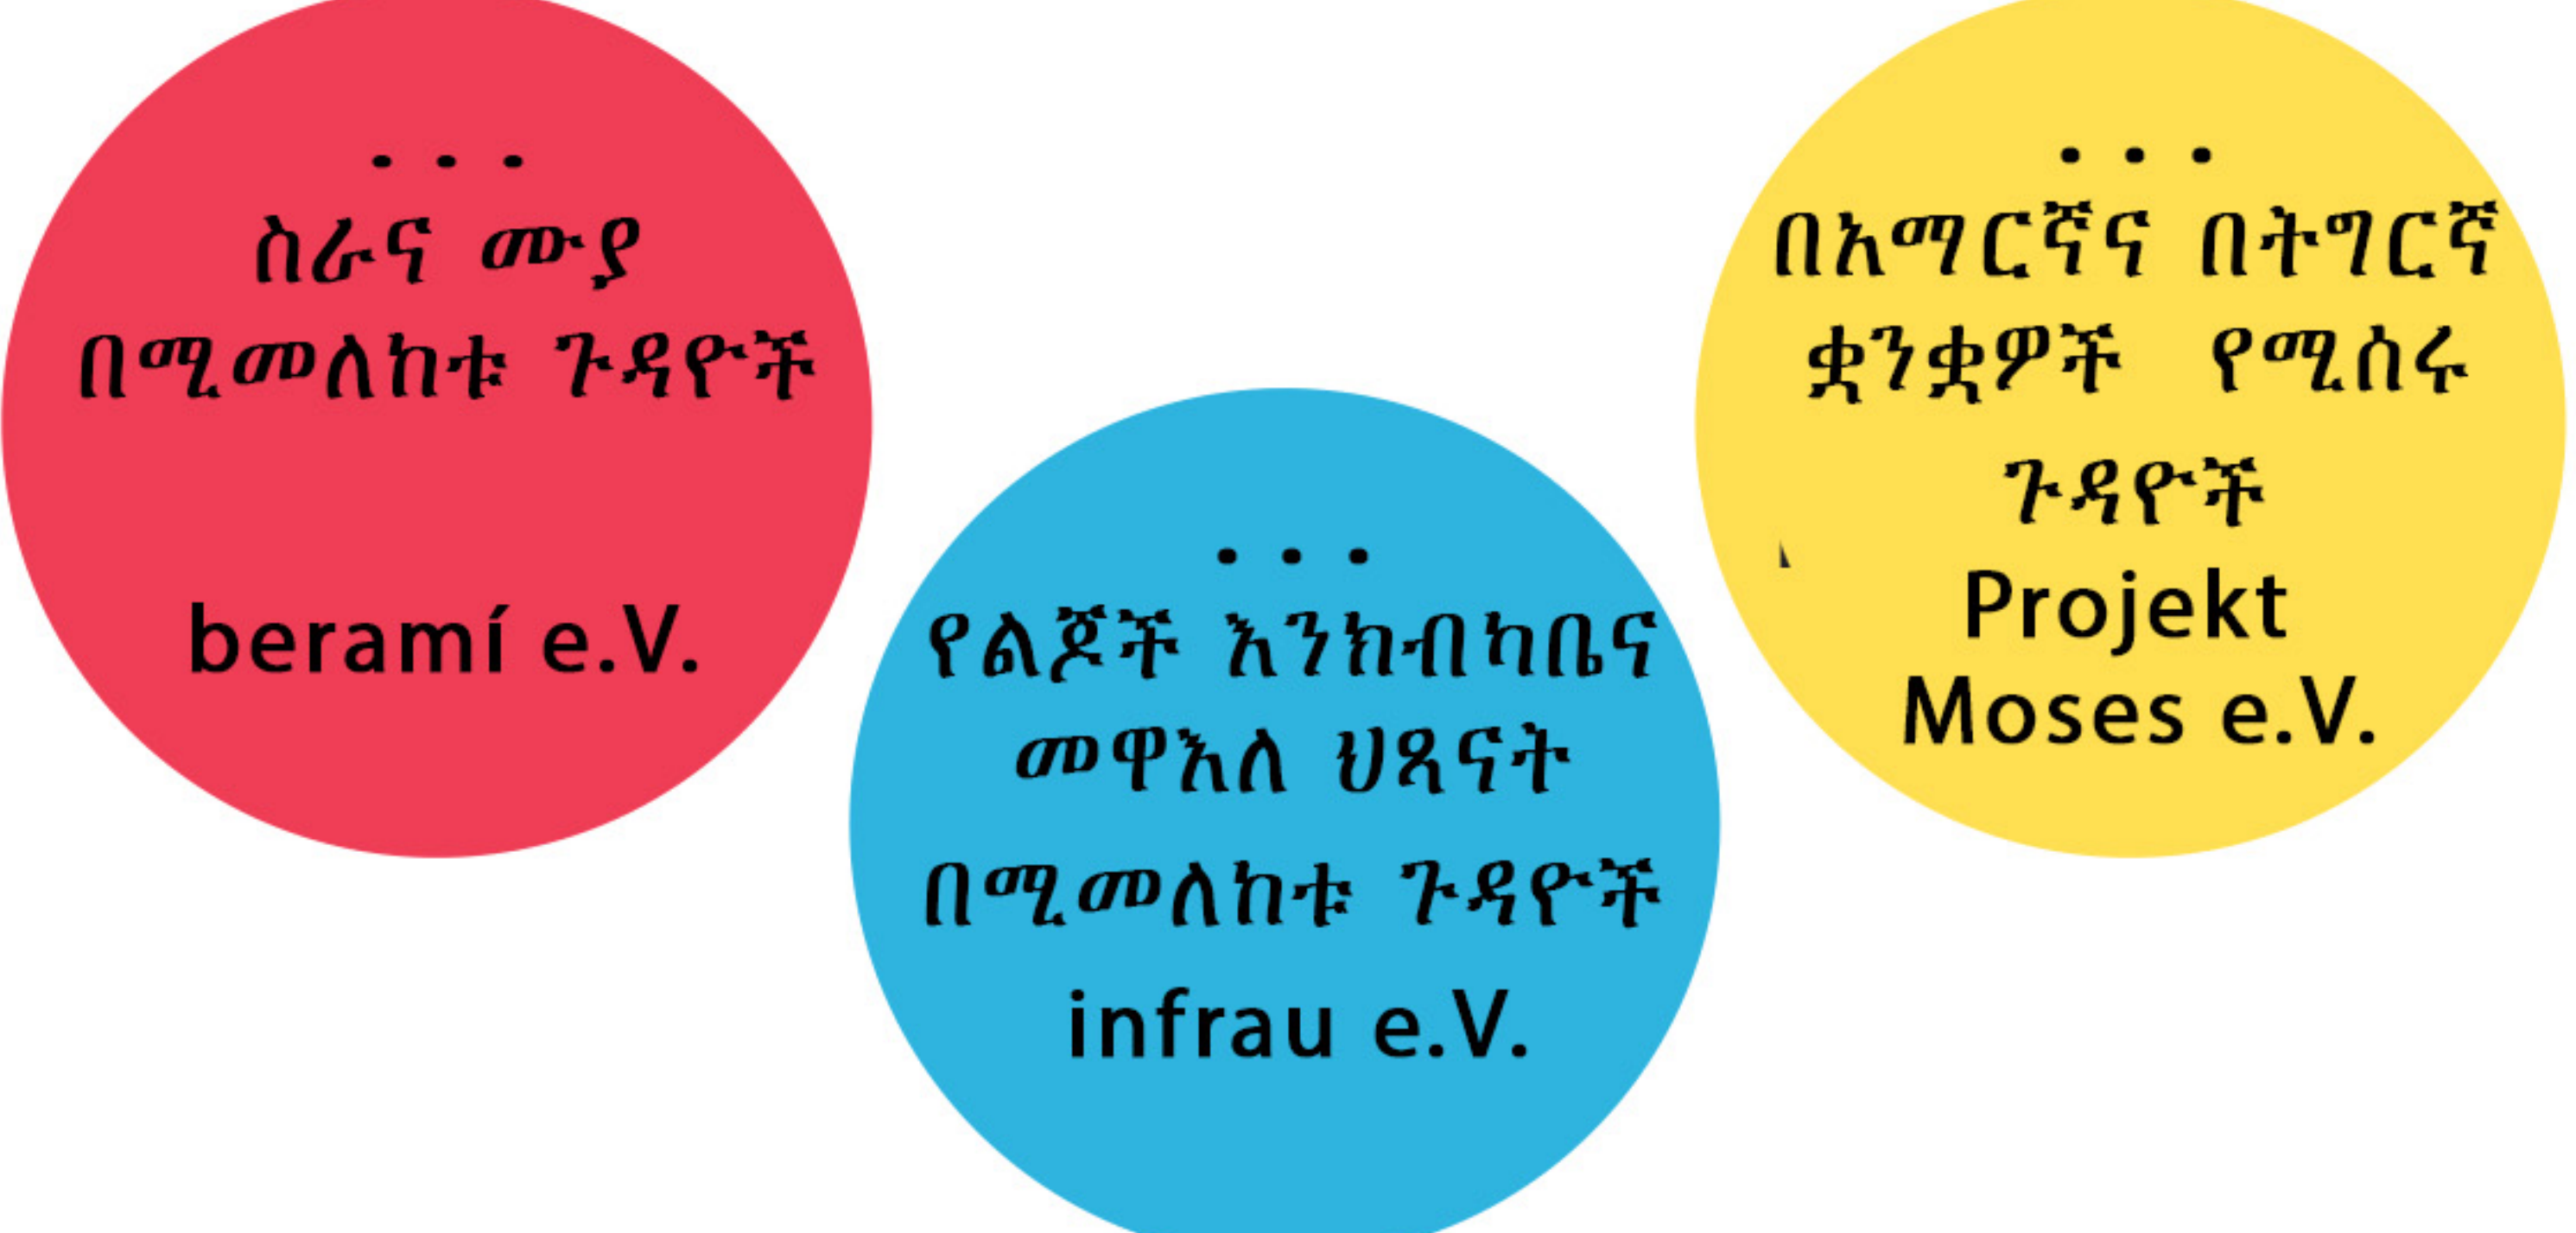 . . .
ስራና ሙያ
በሚመለከቱ ጉዳዮች
beramí e.V.
. . .
የልጆች እንክብካቤና
መዋእለ ህጻናት
በሚመለከቱ ጉዳዮች
infrau e.V.
. . .
በአማርኛና በትግርኛ
ቋንቋዎች የሚሰሩ
ጉዳዮች
Projekt
Moses e.V.